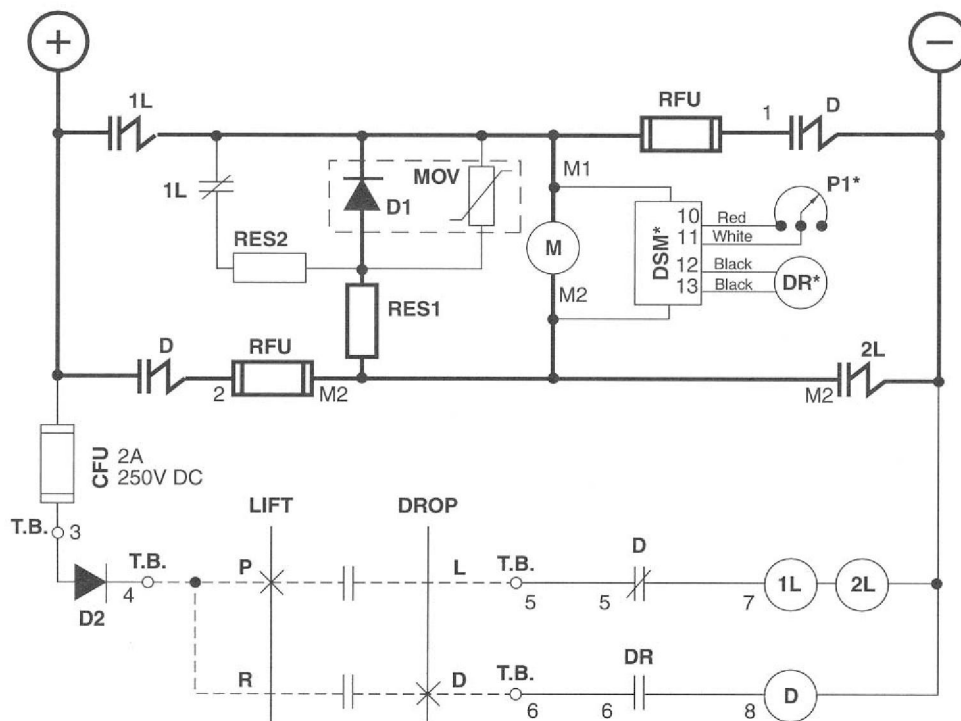 + −
1L RFU 1 D
M1
1L MOV D1
P1*
10 Red
11 White
DSM*
12 Black
13 Black
DR*
RES2
M
M2
RES1
D RFU 2L
2 M2 M2
CFU 2A
250V DC
LIFT DROP
T.B. 3
T.B. P L T.B. D
4 5 5 7 1L 2L
D2
R D T.B. DR
6 6 8 D